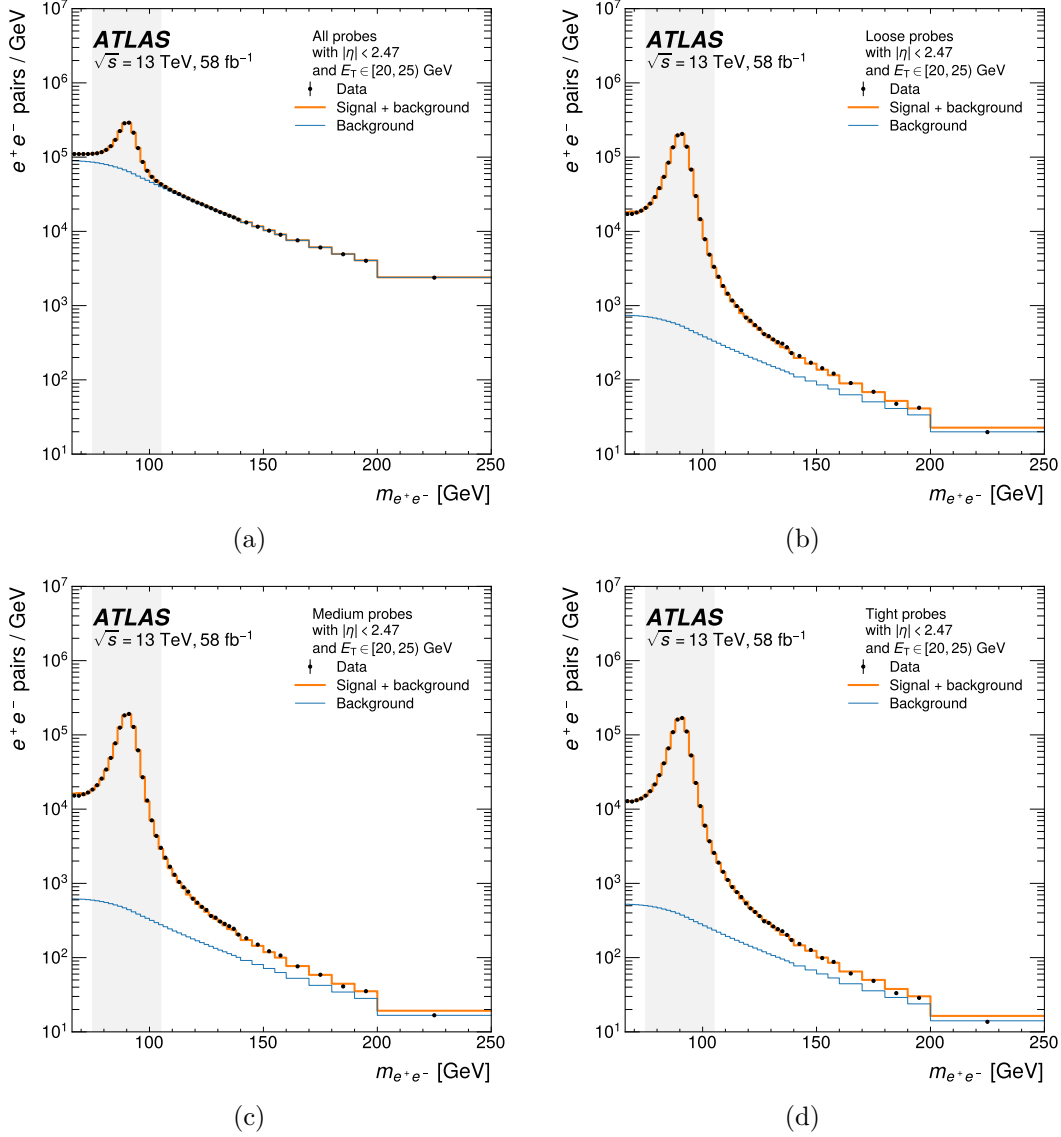 10⁷
10⁶
10⁵
10⁴
10³
10²
10¹
e⁺e⁻ pairs / GeV
ATLAS
√s = 13 TeV, 58 fb⁻¹
All probes
with |η| < 2.47
and E_T ∈ [20, 25) GeV
Data
Signal + background
Background
100 150 200 250
m_e⁺e⁻ [GeV]
(a)
10⁷
10⁶
10⁵
10⁴
10³
10²
10¹
e⁺e⁻ pairs / GeV
ATLAS
√s = 13 TeV, 58 fb⁻¹
Loose probes
with |η| < 2.47
and E_T ∈ [20, 25) GeV
Data
Signal + background
Background
100 150 200 250
m_e⁺e⁻ [GeV]
(b)
10⁷
10⁶
10⁵
10⁴
10³
10²
10¹
e⁺e⁻ pairs / GeV
ATLAS
√s = 13 TeV, 58 fb⁻¹
Medium probes
with |η| < 2.47
and E_T ∈ [20, 25) GeV
Data
Signal + background
Background
100 150 200 250
m_e⁺e⁻ [GeV]
(c)
10⁷
10⁶
10⁵
10⁴
10³
10²
10¹
e⁺e⁻ pairs / GeV
ATLAS
√s = 13 TeV, 58 fb⁻¹
Tight probes
with |η| < 2.47
and E_T ∈ [20, 25) GeV
Data
Signal + background
Background
100 150 200 250
m_e⁺e⁻ [GeV]
(d)